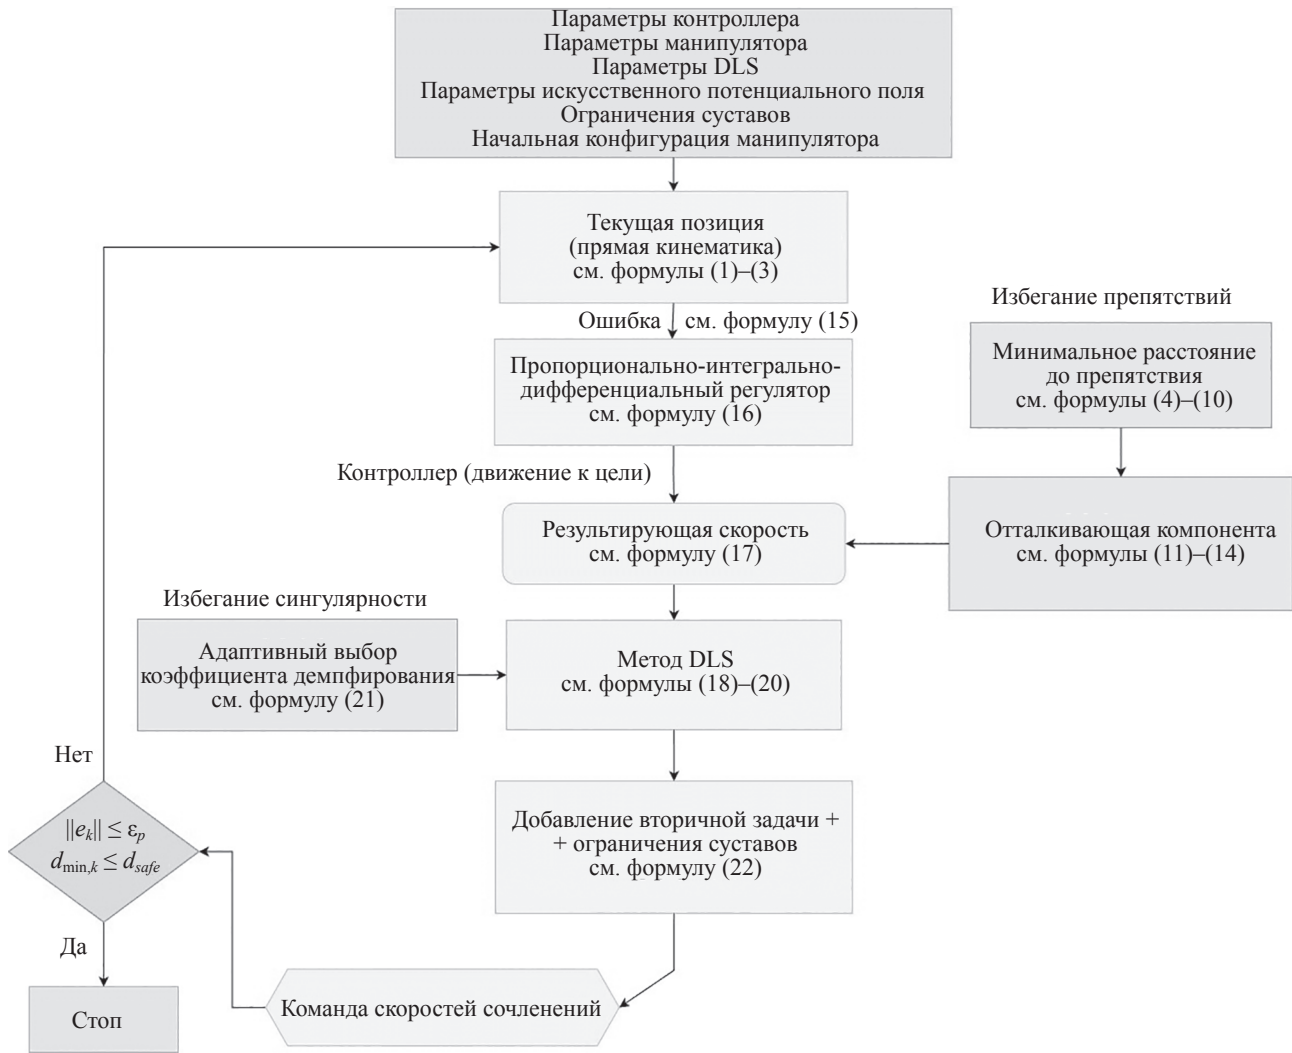 Параметры контроллера
Параметры манипулятора
Параметры DLS
Параметры искусственного потенциального поля
Ограничения суставов
Начальная конфигурация манипулятора
Текущая позиция
(прямая кинематика)
см. формулы (1)–(3)
Ошибка см. формулу (15)
Избегание препятствий
Минимальное расстояние
до препятствия
см. формулы (4)–(10)
Пропорционально-интегрально-
дифференциальный регулятор
см. формулу (16)
Контроллер (движение к цели)
Результирующая скорость
см. формулу (17)
Отталкивающая компонента
см. формулы (11)–(14)
Избегание сингулярности
Адаптивный выбор
коэффициента демпфирования
см. формулу (21)
Метод DLS
см. формулы (18)–(20)
Нет
||e_k|| ≤ ε_p
d_min,k ≤ d_safe
Добавление вторичной задачи +
+ ограничения суставов
см. формулу (22)
Да
Стоп
Команда скоростей сочленений